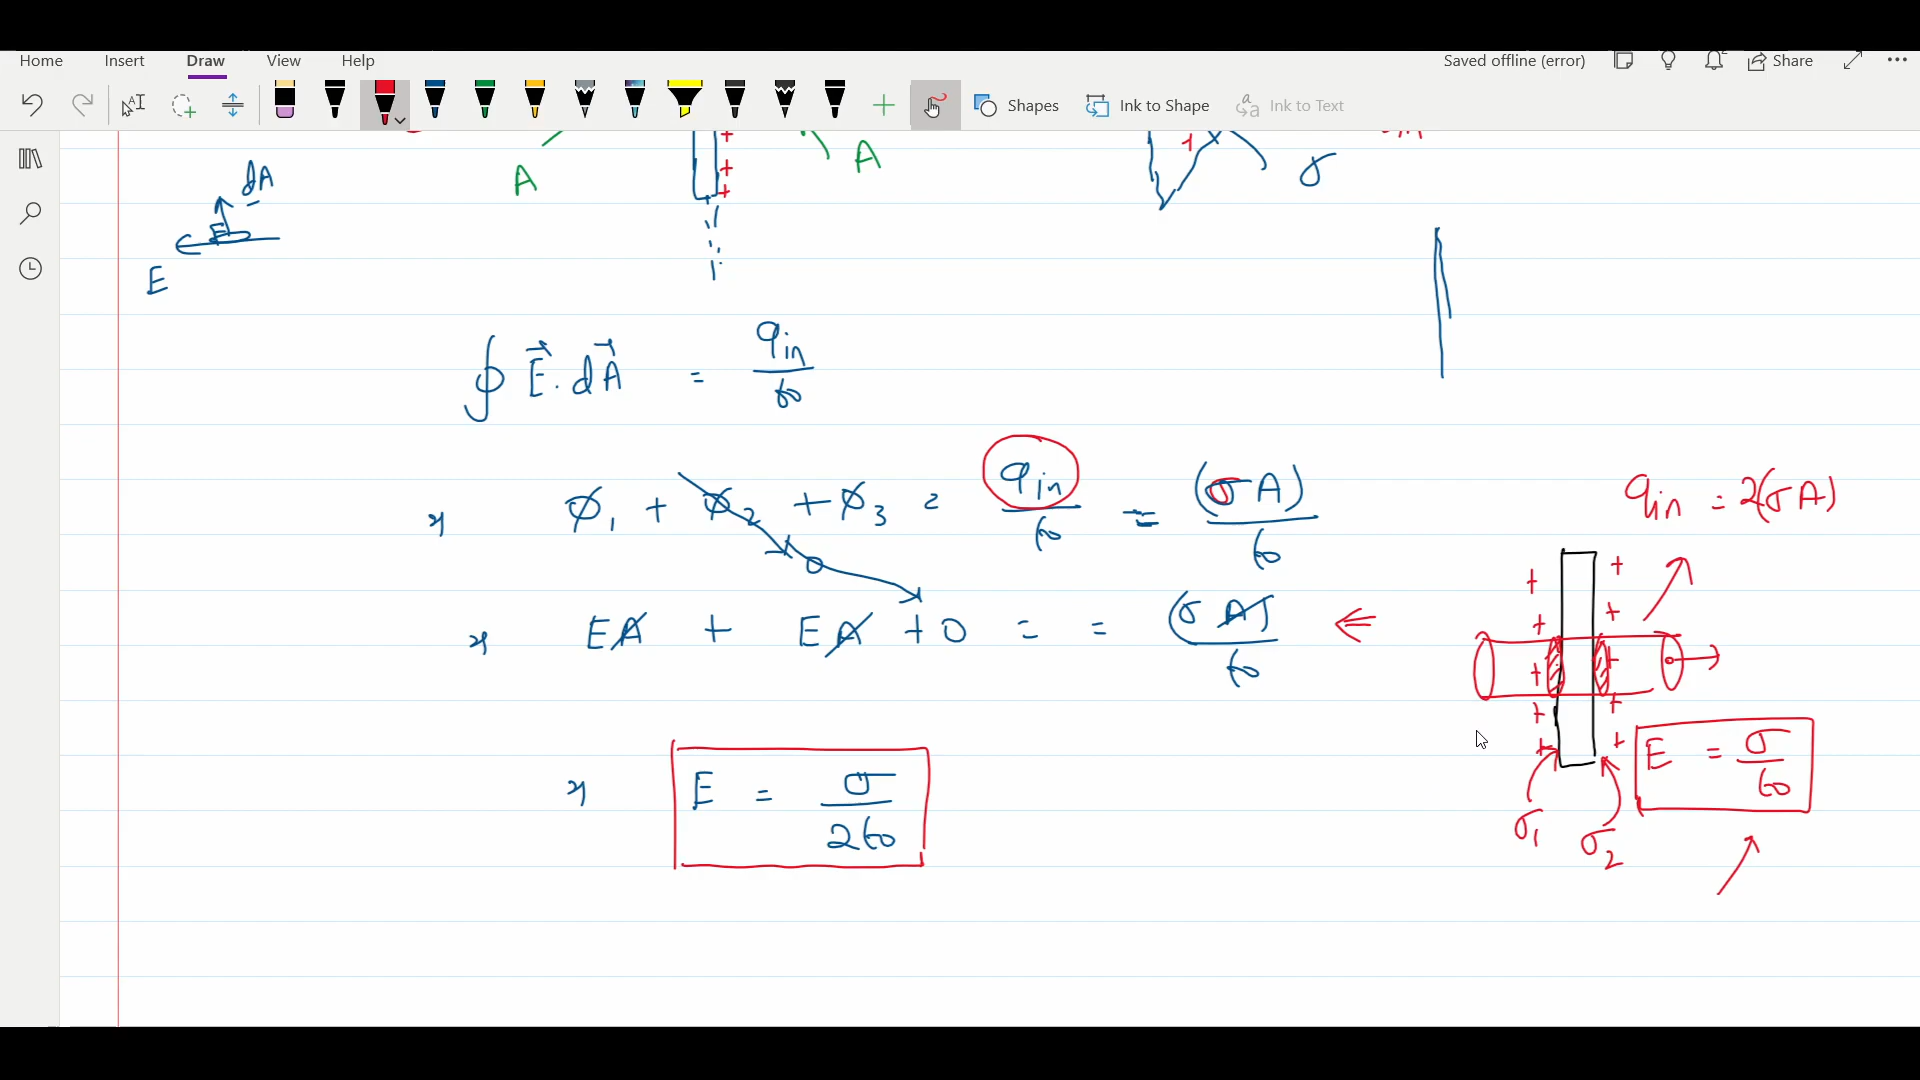 Home Insert Draw View Help Saved offline (error) Share
Shapes Ink to Shape Ink to Text
dA
A
A
σ
E
E
∮ E⃗ . dA⃗ = qin / ϵ0
ϕ1 + ϕ2 + ϕ3 = qin / ϵ0 = (σA) / ϵ0
0
qin = 2(σA)
EA + EA + 0 = = (σA) / ϵ0
E = σ / 2ϵ0
E = σ / ϵ0
σ1
σ2